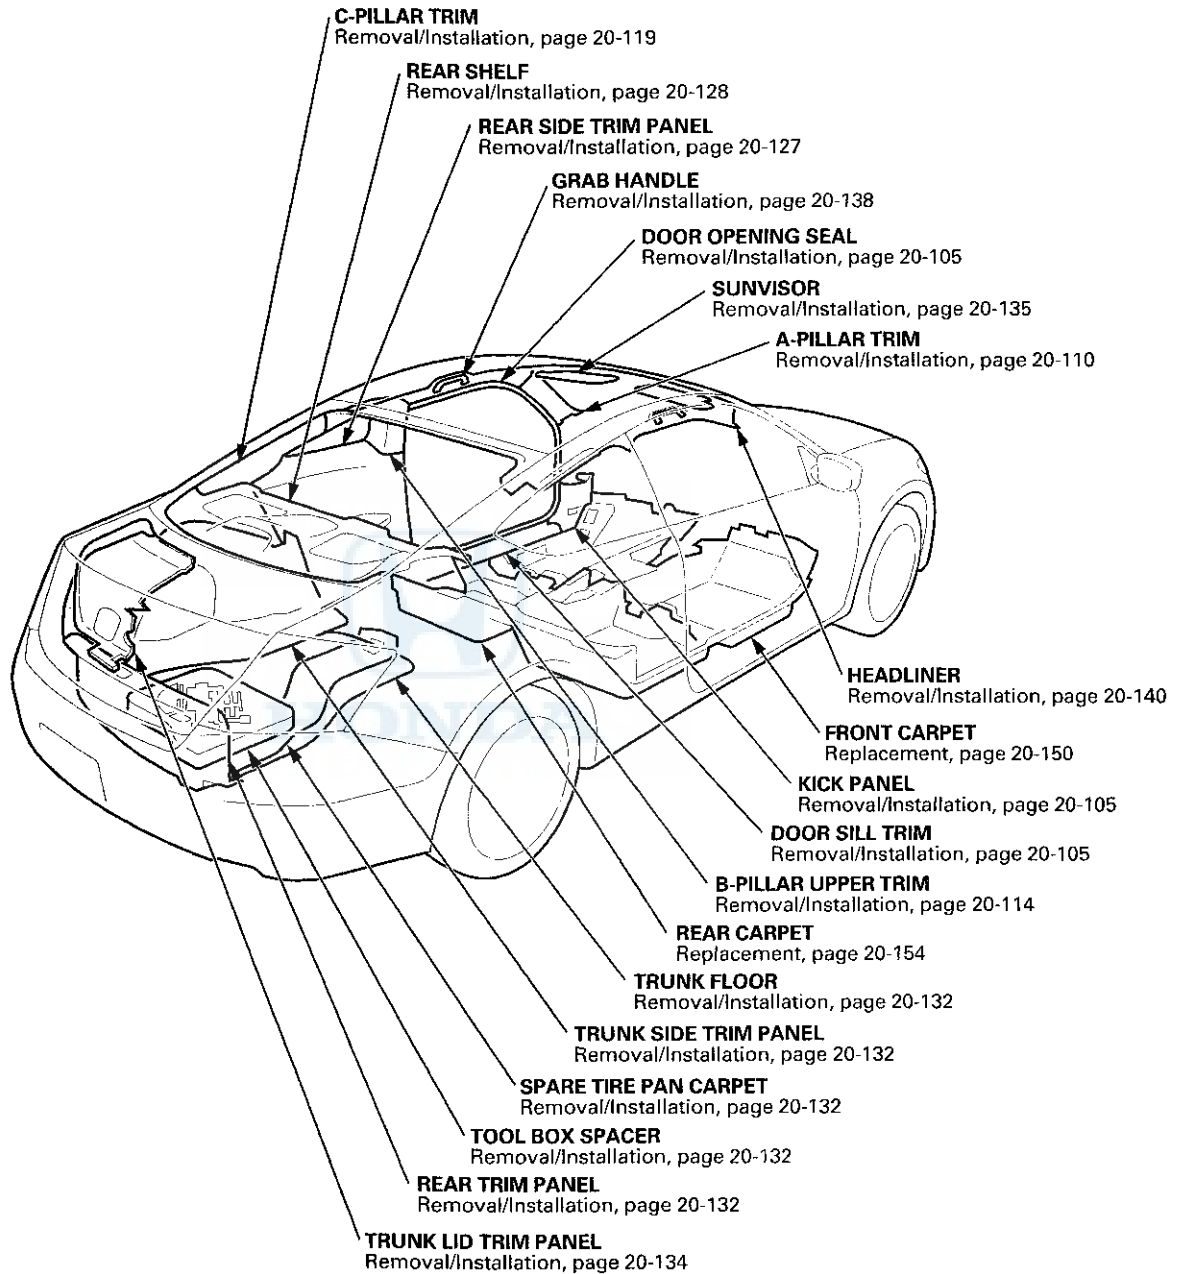 C-PILLAR TRIM
Removal/Installation, page 20-119
REAR SHELF
Removal/Installation, page 20-128
REAR SIDE TRIM PANEL
Removal/Installation, page 20-127
GRAB HANDLE
Removal/Installation, page 20-138
DOOR OPENING SEAL
Removal/Installation, page 20-105
SUNVISOR
Removal/Installation, page 20-135
A-PILLAR TRIM
Removal/Installation, page 20-110
HEADLINER
Removal/Installation, page 20-140
FRONT CARPET
Replacement, page 20-150
KICK PANEL
Removal/Installation, page 20-105
DOOR SILL TRIM
Removal/Installation, page 20-105
B-PILLAR UPPER TRIM
Removal/Installation, page 20-114
REAR CARPET
Replacement, page 20-154
TRUNK FLOOR
Removal/Installation, page 20-132
TRUNK SIDE TRIM PANEL
Removal/Installation, page 20-132
SPARE TIRE PAN CARPET
Removal/Installation, page 20-132
TOOL BOX SPACER
Removal/Installation, page 20-132
REAR TRIM PANEL
Removal/Installation, page 20-132
TRUNK LID TRIM PANEL
Removal/Installation, page 20-134
HONDA